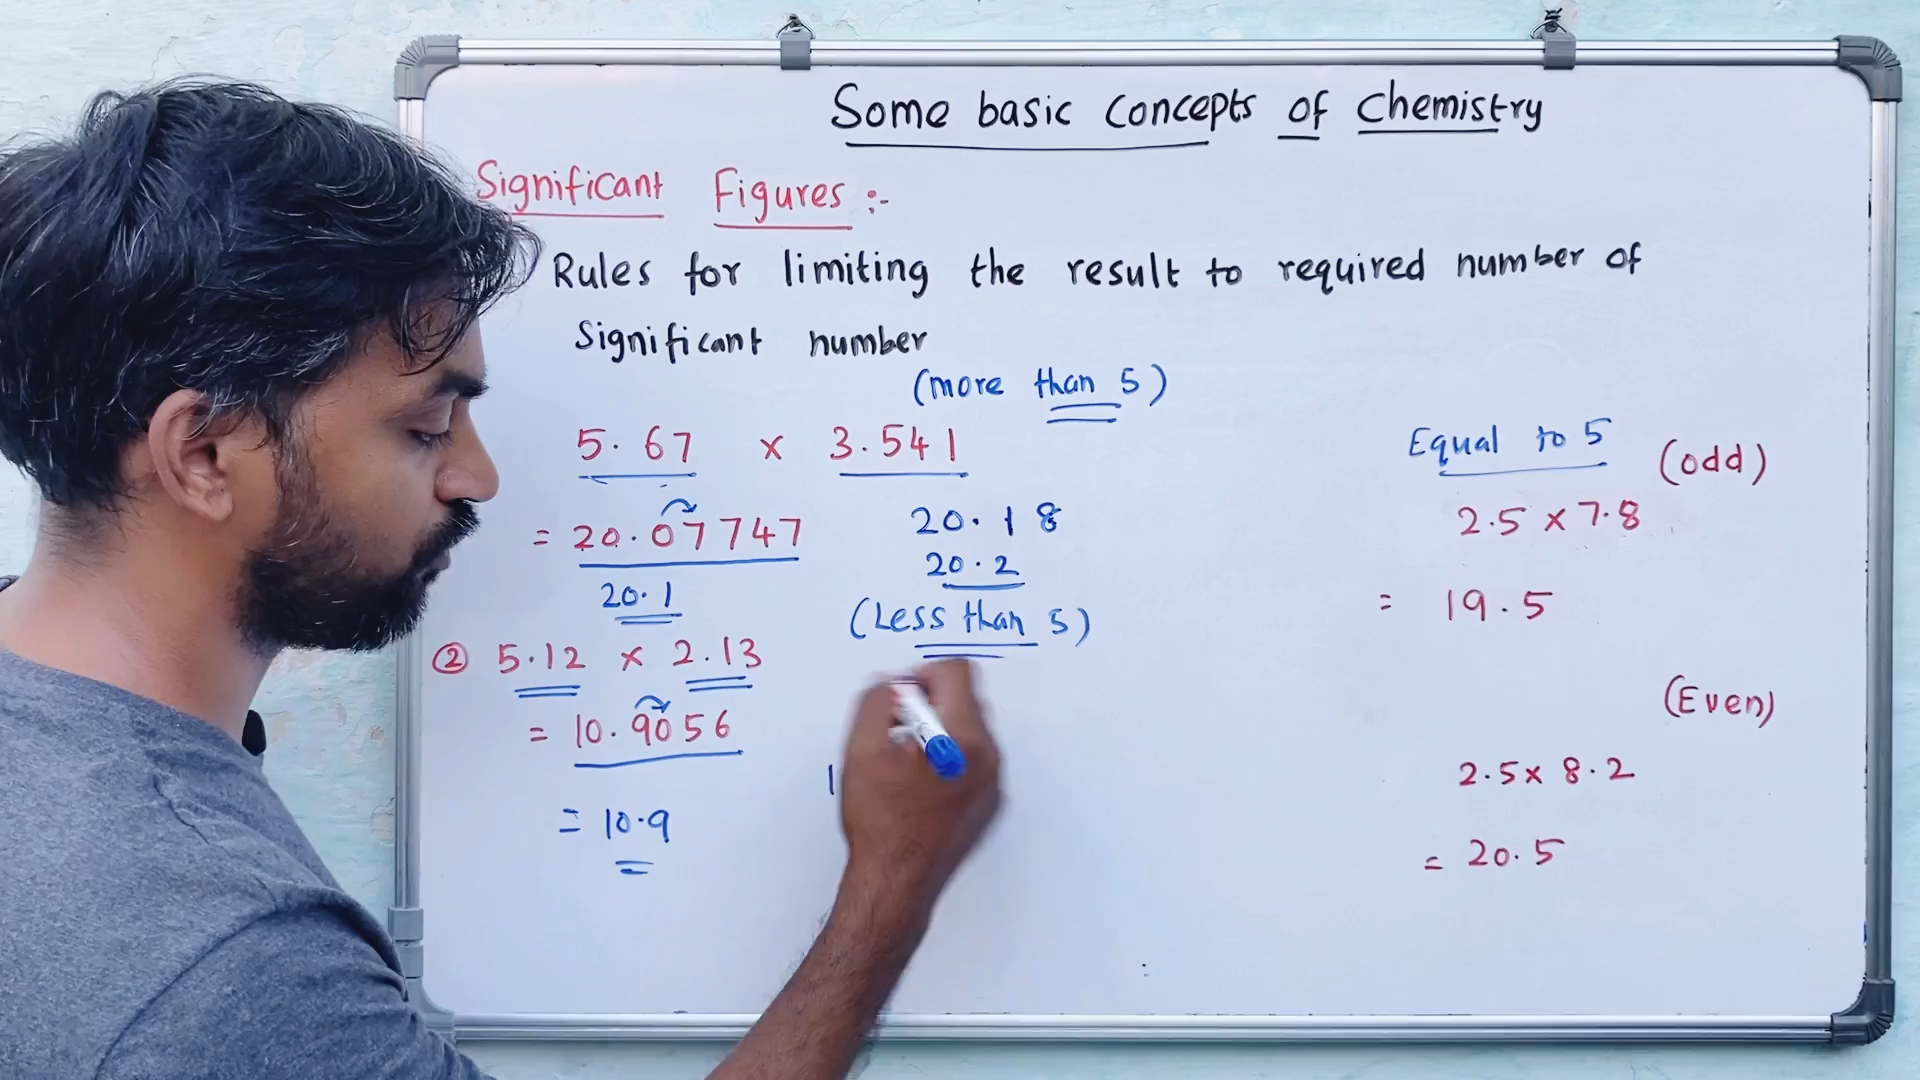 Some basic concepts of Chemistry
Significant Figures :-
Rules for limiting the result to required number of
Significant number
(more than 5)
5.67 x 3.541
= 20.07747
20.1
20.18
20.2
(Less than 5)
② 5.12 x 2.13
= 10.9056
= 10.9
1
Equal to 5
(odd)
2.5 x 7.8
= 19.5
(Even)
2.5 x 8.2
= 20.5